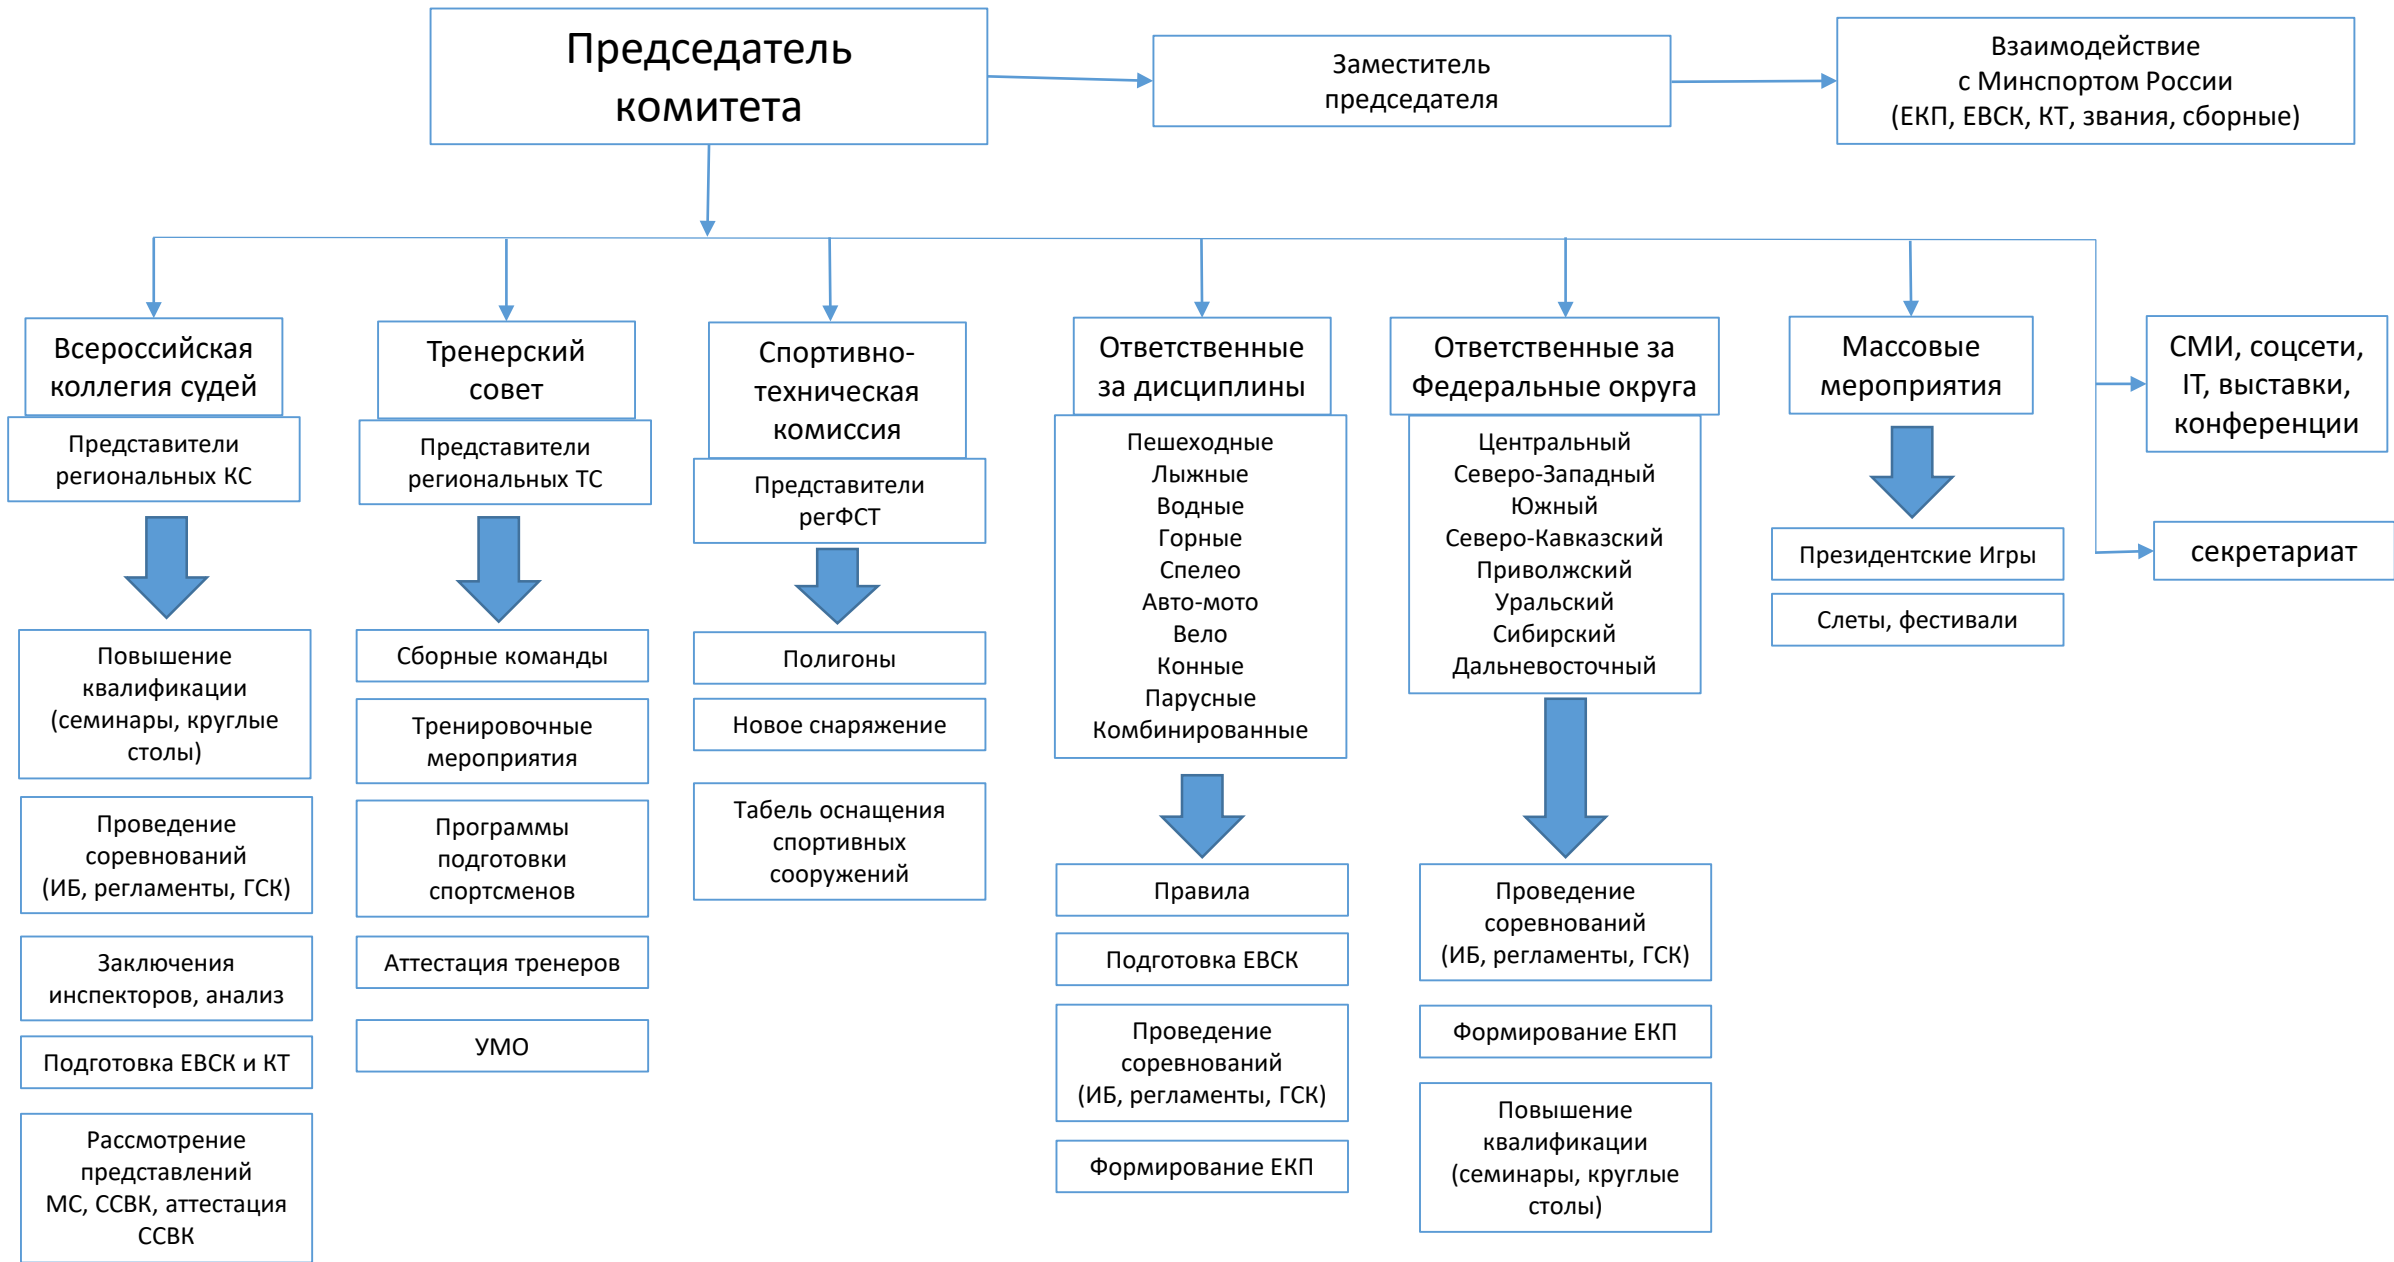 Председатель
комитета
Заместитель
председателя
Взаимодействие
с Минспортом России
(ЕКП, ЕВСК, КТ, звания, сборные)
Всероссийская
коллегия судей
Представители
региональных КС
Повышение
квалификации
(семинары, круглые
столы)
Проведение
соревнований
(ИБ, регламенты, ГСК)
Заключения
инспекторов, анализ
Подготовка ЕВСК и КТ
Рассмотрение
представлений
МС, ССВК, аттестация
ССВК
Тренерский
совет
Представители
региональных ТС
Сборные команды
Тренировочные
мероприятия
Программы
подготовки
спортсменов
Аттестация тренеров
УМО
Спортивно-
техническая
комиссия
Представители
регФСТ
Полигоны
Новое снаряжение
Табель оснащения
спортивных
сооружений
Ответственные
за дисциплины
Пешеходные
Лыжные
Водные
Горные
Спелео
Авто-мото
Вело
Конные
Парусные
Комбинированные
Правила
Подготовка ЕВСК
Проведение
соревнований
(ИБ, регламенты, ГСК)
Формирование ЕКП
Ответственные за
Федеральные округа
Центральный
Северо-Западный
Южный
Северо-Кавказский
Приволжский
Уральский
Сибирский
Дальневосточный
Проведение
соревнований
(ИБ, регламенты, ГСК)
Формирование ЕКП
Повышение
квалификации
(семинары, круглые
столы)
Массовые
мероприятия
Президентские Игры
Слеты, фестивали
СМИ, соцсети,
IT, выставки,
конференции
секретариат